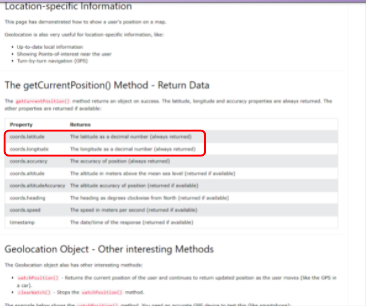 Location-specific Information
This page has demonstrated how to show a user's position on a map.
Geolocation is also very useful for location-specific information, like:
• Up-to-date local information
• Showing Points-of-interest near the user
• Turn-by-turn navigation (GPS)
The getCurrentPosition() Method - Return Data
The getCurrentPosition() method returns an object on success. The latitude, longitude and accuracy properties are always returned. The
other properties are returned if available:
Property Returns
coords.latitude The latitude as a decimal number (always returned)
coords.longitude The longitude as a decimal number (always returned)
coords.accuracy The accuracy of position (always returned)
coords.altitude The altitude in meters above the mean sea level (returned if available)
coords.altitudeAccuracy The altitude accuracy of position (returned if available)
coords.heading The heading as degrees clockwise from North (returned if available)
coords.speed The speed in meters per second (returned if available)
timestamp The date/time of the response (returned if available)
Geolocation Object - Other interesting Methods
The Geolocation object also has other interesting methods:
• watchPosition() - Returns the current position of the user and continues to return updated position as the user moves (like the GPS in
a car).
• clearWatch() - Stops the watchPosition() method.
The example below shows the watchPosition() method. You need an accurate GPS device to test this (like smartphone):